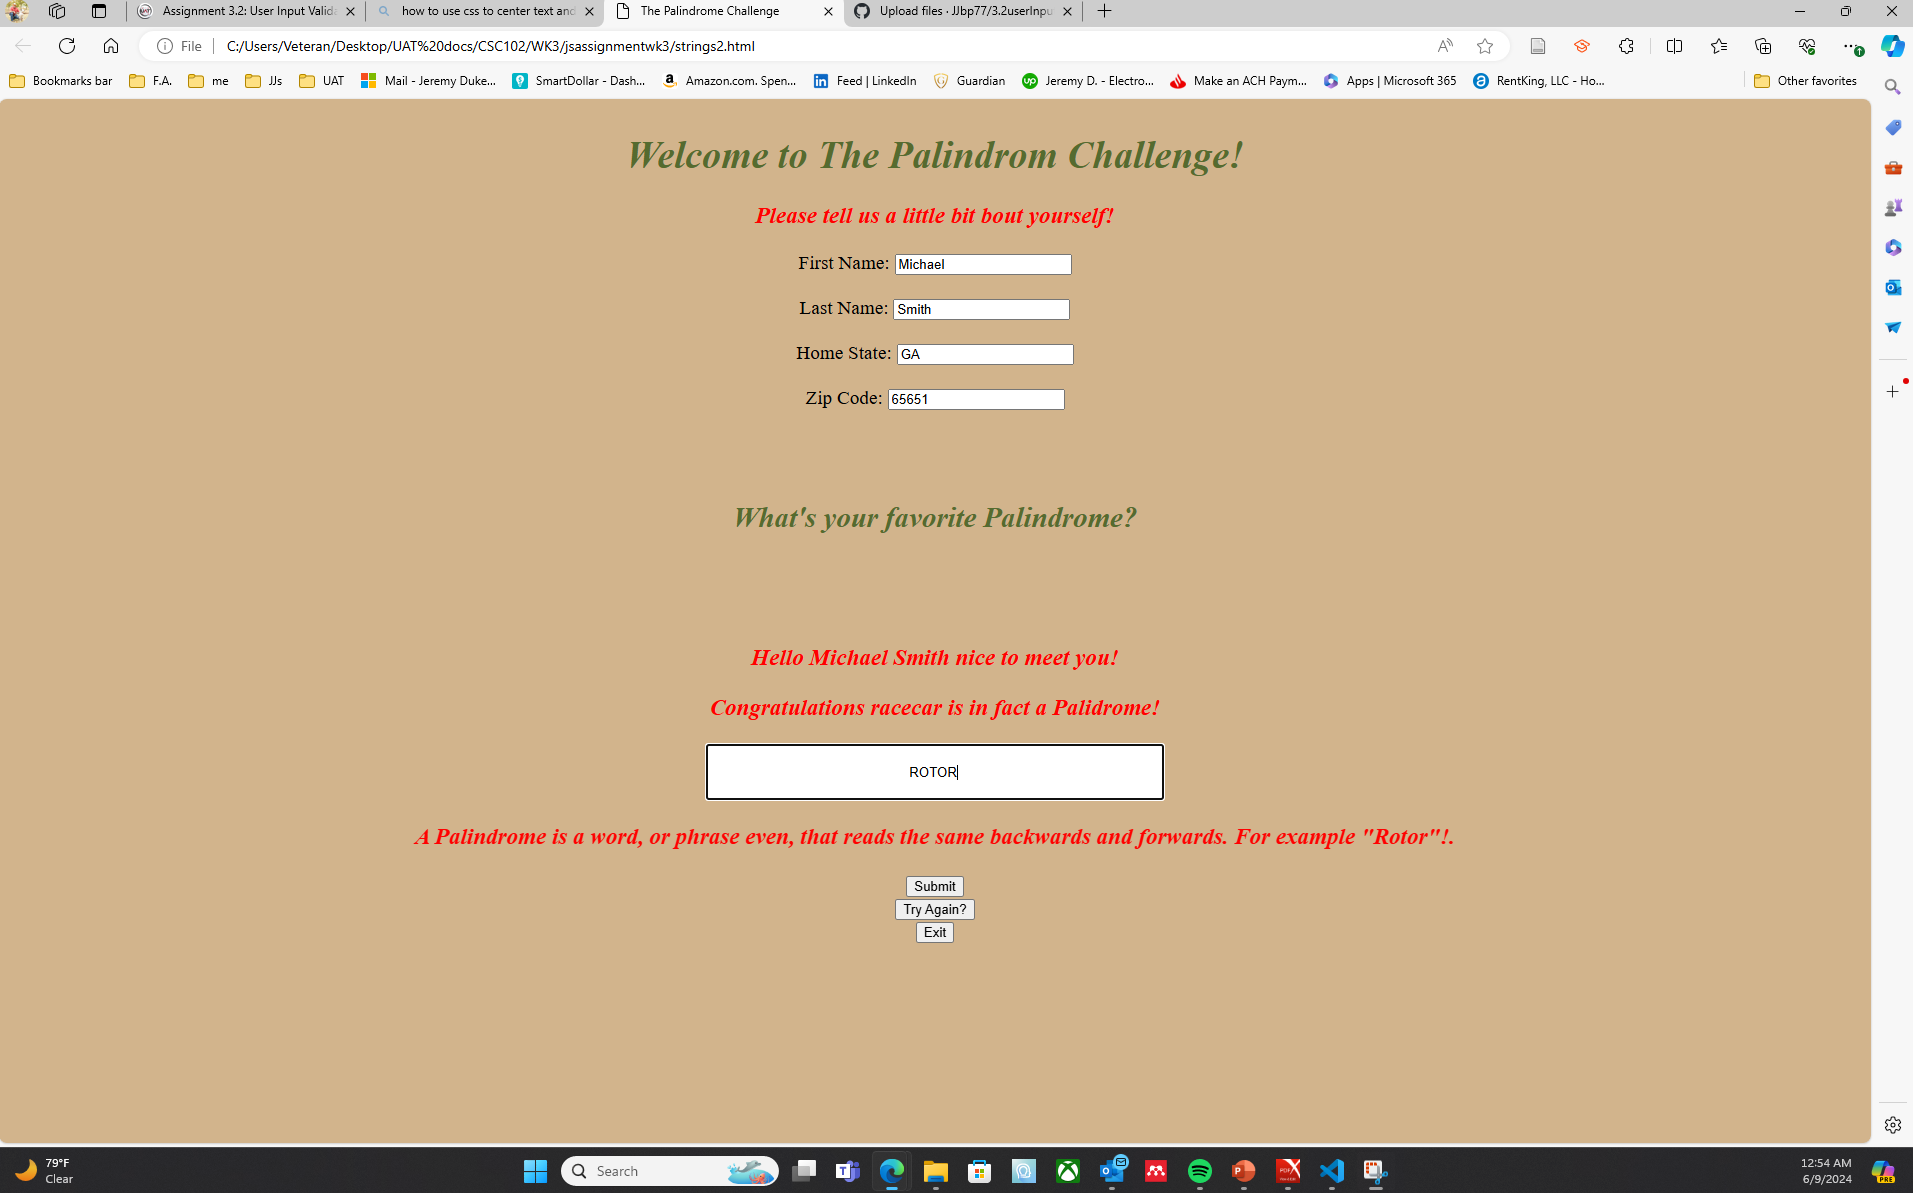 Assignment 3.2: User Input Valida
how to use css to center text and
The Palindrome Challenge
Upload files · JJbp77/3.2userInpu
File
C:/Users/Veteran/Desktop/UAT%20docs/CSC102/WK3/jsassignmentwk3/strings2.html
Bookmarks bar
F.A.
me
JJs
UAT
Mail - Jeremy Duke...
SmartDollar - Dash...
Amazon.com. Spen...
Feed | LinkedIn
Guardian
Jeremy D. - Electro...
Make an ACH Paym...
Apps | Microsoft 365
RentKing, LLC - Ho...
Other favorites
Welcome to The Palindrom Challenge!
Please tell us a little bit bout yourself!
First Name: Michael
Last Name: Smith
Home State: GA
Zip Code: 65651
What's your favorite Palindrome?
Hello Michael Smith nice to meet you!
Congratulations racecar is in fact a Palidrome!
ROTOR
A Palindrome is a word, or phrase even, that reads the same backwards and forwards. For example "Rotor"!.
Submit
Try Again?
Exit
79°F
Clear
Search
12:54 AM
6/9/2024